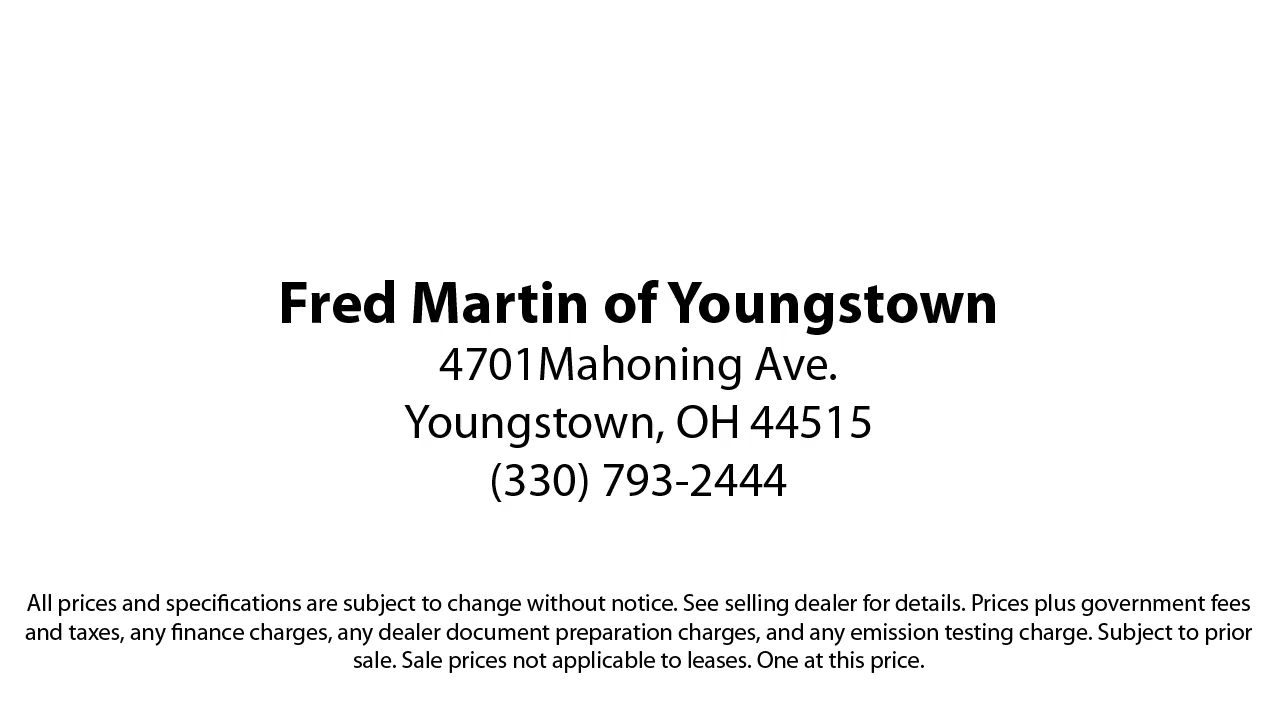 Fred Martin of Youngstown
4701Mahoning Ave.
Youngstown, OH 44515
(330) 793-2444
All prices and specifications are subject to change without notice. See selling dealer for details. Prices plus government fees
and taxes, any finance charges, any dealer document preparation charges, and any emission testing charge. Subject to prior
sale. Sale prices not applicable to leases. One at this price.